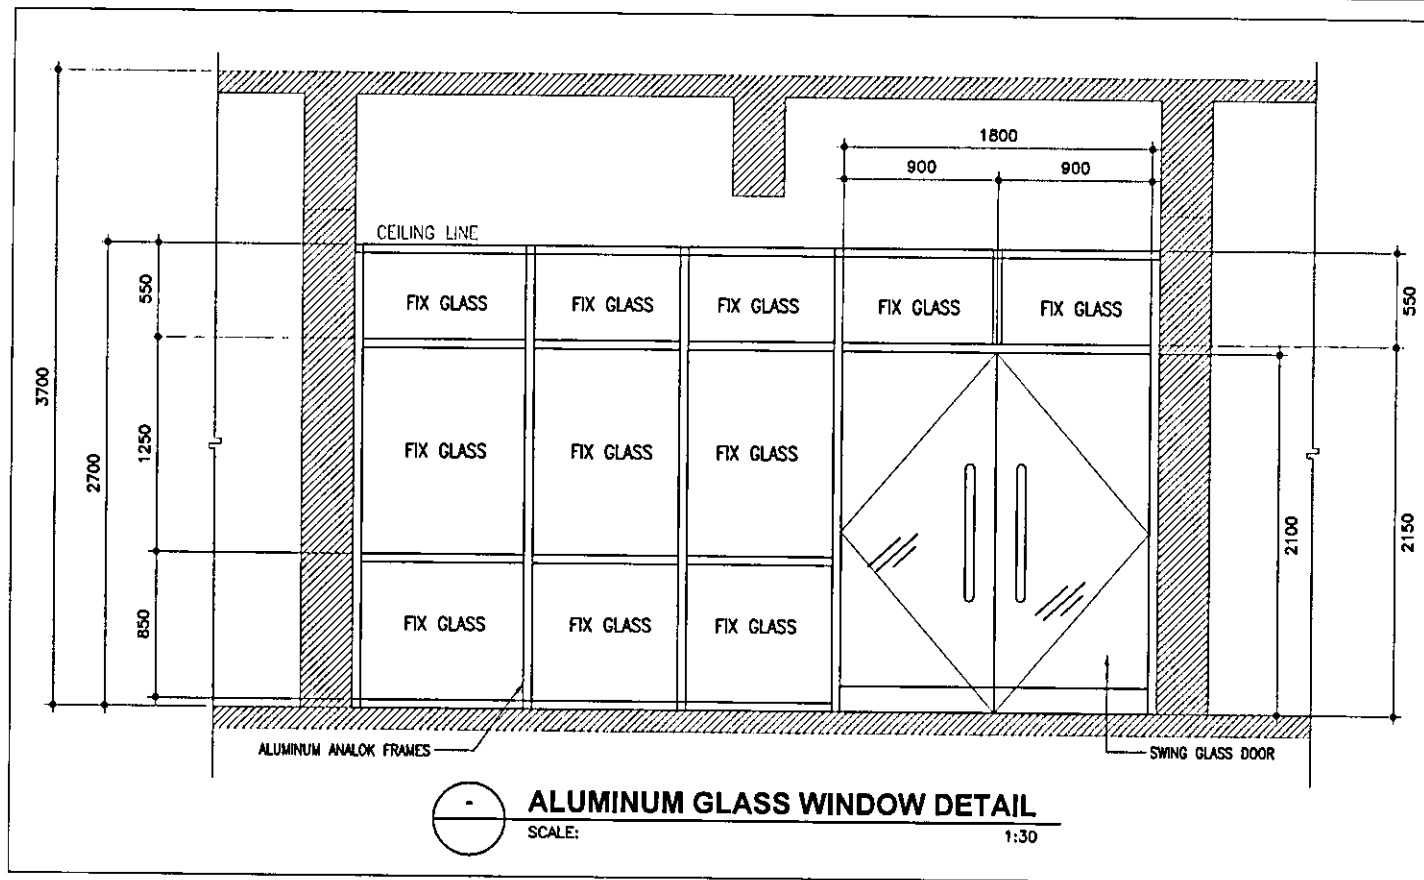 1800
900 900
CEILING LINE
550
FIX GLASS FIX GLASS FIX GLASS FIX GLASS FIX GLASS
550
3700
2700
1250
FIX GLASS FIX GLASS FIX GLASS
2100
2150
850
FIX GLASS FIX GLASS FIX GLASS
ALUMINUM ANALOK FRAMES
SWING GLASS DOOR
-
ALUMINUM GLASS WINDOW DETAIL
SCALE: 1:30